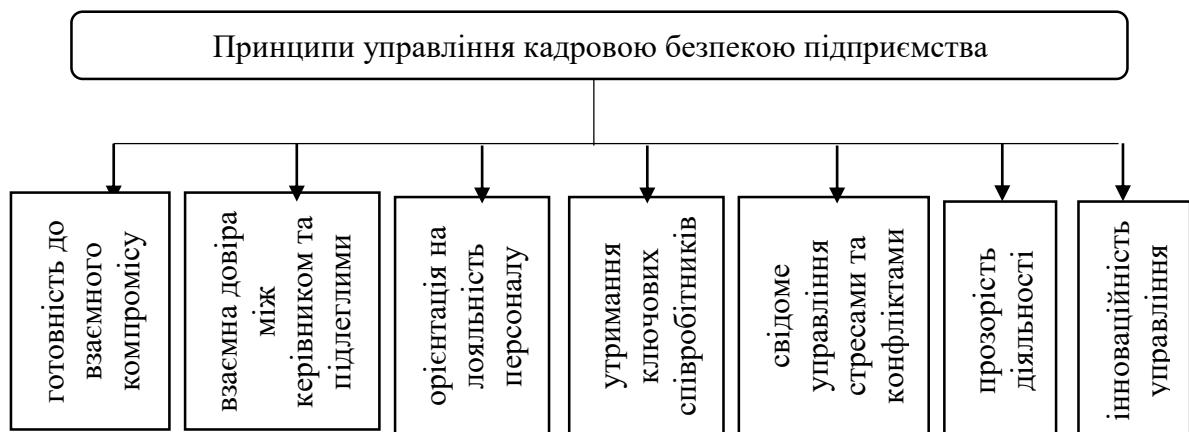 Принципи управління кадровою безпекою підприємства
готовність до
взаємного
компромісу
взаємна довіра
між
керівником та
підлеглими
орієнтація на
лояльність
персоналу
утримання
ключових
співробітників
свідоме
управління
стресами та
конфліктами
прозорість
діяльності
інноваційність
управління